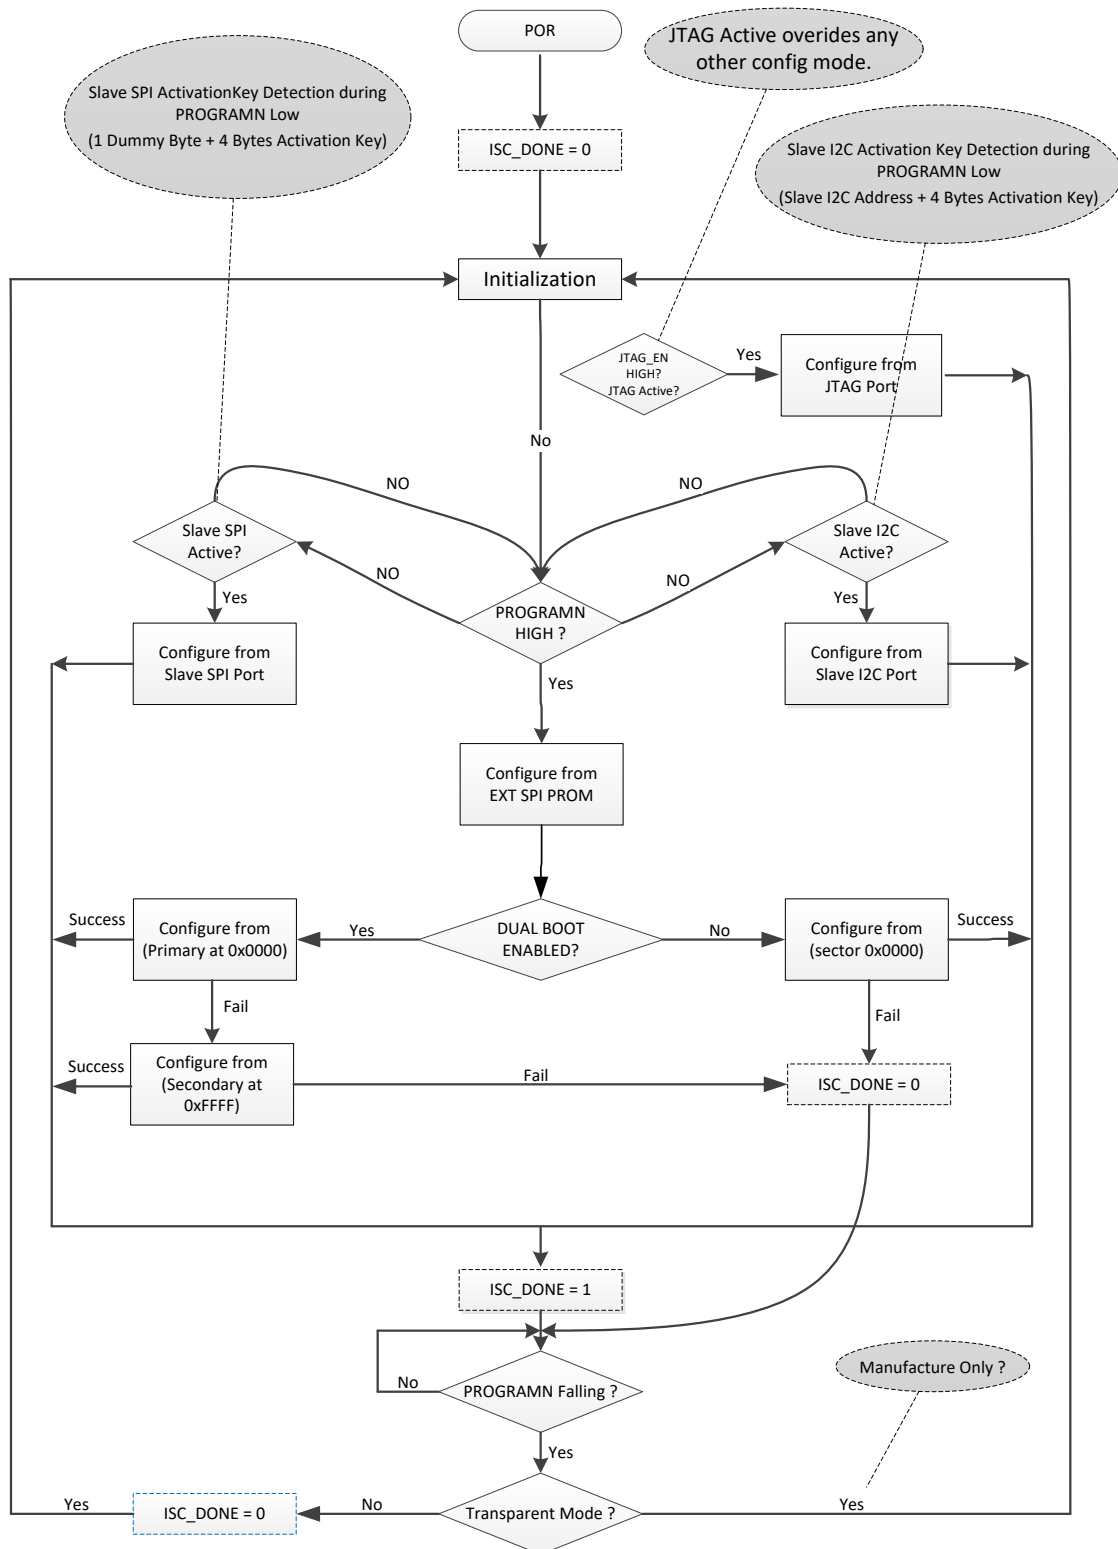 POR
JTAG Active overrides any
other config mode.
Slave SPI ActivationKey Detection during
PROGRAMN Low
(1 Dummy Byte + 4 Bytes Activation Key)
ISC_DONE = 0
Slave I2C Activation Key Detection during
PROGRAMN Low
(Slave I2C Address + 4 Bytes Activation Key)
Initialization
JTAG_EN
HIGH?
JTAG Active?
Yes
Configure from
JTAG Port
No
NO
NO
Slave SPI
Active?
Slave I2C
Active?
NO
NO
Yes
Yes
PROGRAMN
HIGH ?
Configure from
Slave SPI Port
Configure from
Slave I2C Port
Yes
Configure from
EXT SPI PROM
Success
Configure from
(Primary at 0x0000)
Yes
DUAL BOOT
ENABLED?
No
Configure from
(sector 0x0000)
Success
Fail
Fail
Success
Configure from
(Secondary at
0xFFFF)
Fail
ISC_DONE = 0
ISC_DONE = 1
PROGRAMN Falling ?
No
Manufacture Only ?
Yes
Yes
ISC_DONE = 0
No
Transparent Mode ?
Yes